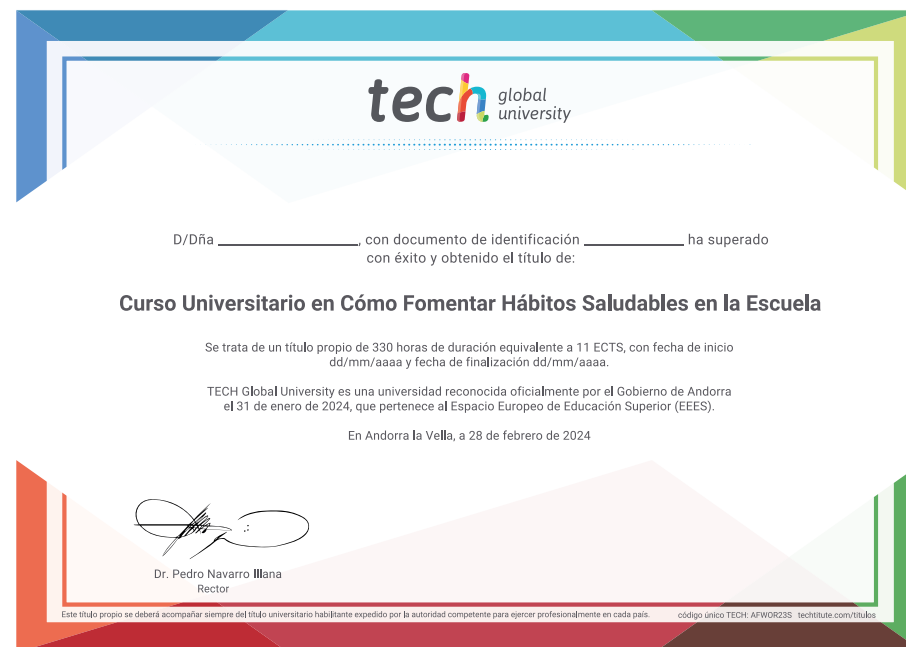 tech global university
D/Dña ____________________, con documento de identificación ______________ ha superado
con éxito y obtenido el título de:
Curso Universitario en Cómo Fomentar Hábitos Saludables en la Escuela
Se trata de un título propio de 330 horas de duración equivalente a 11 ECTS, con fecha de inicio
dd/mm/aaaa y fecha de finalización dd/mm/aaaa.
TECH Global University es una universidad reconocida oficialmente por el Gobierno de Andorra
el 31 de enero de 2024, que pertenece al Espacio Europeo de Educación Superior (EEES).
En Andorra la Vella, a 28 de febrero de 2024
Dr. Pedro Navarro Illana
Rector
Este título propio se deberá acompañar siempre del título universitario habilitante expedido por la autoridad competente para ejercer profesionalmente en cada país.
código único TECH: AFWOR23S techtitute.com/titulos